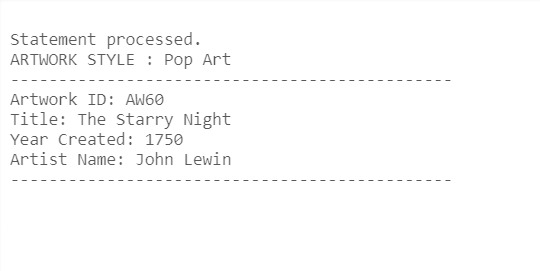 Statement processed.
ARTWORK STYLE : Pop Art
----------------------------------------------
Artwork ID: AW60
Title: The Starry Night
Year Created: 1750
Artist Name: John Lewin
----------------------------------------------